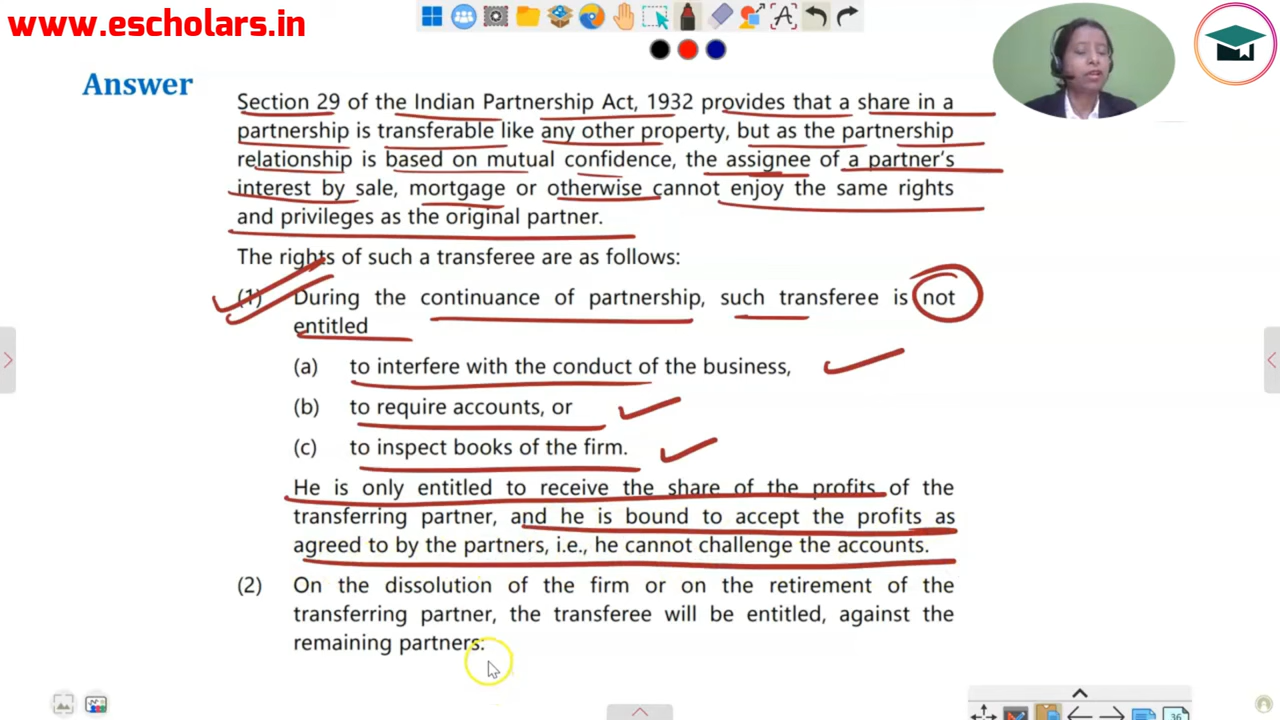 www.escholars.in
Answer
Section 29 of the Indian Partnership Act, 1932 provides that a share in a
partnership is transferable like any other property, but as the partnership
relationship is based on mutual confidence, the assignee of a partner's
interest by sale, mortgage or otherwise cannot enjoy the same rights
and privileges as the original partner.
The rights of such a transferee are as follows:
(1) During the continuance of partnership, such transferee is not
entitled
(a) to interfere with the conduct of the business,
(b) to require accounts, or
(c) to inspect books of the firm.
He is only entitled to receive the share of the profits of the
transferring partner, and he is bound to accept the profits as
agreed to by the partners, i.e., he cannot challenge the accounts.
(2) On the dissolution of the firm or on the retirement of the
transferring partner, the transferee will be entitled, against the
remaining partners:
36